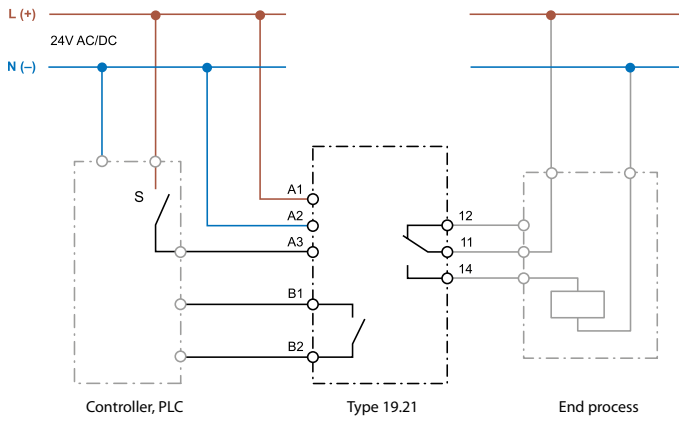 L (+)
24V AC/DC
N (–)
A1
S
A2
12
A3
11
14
B1
B2
Controller, PLC
Type 19.21
End process